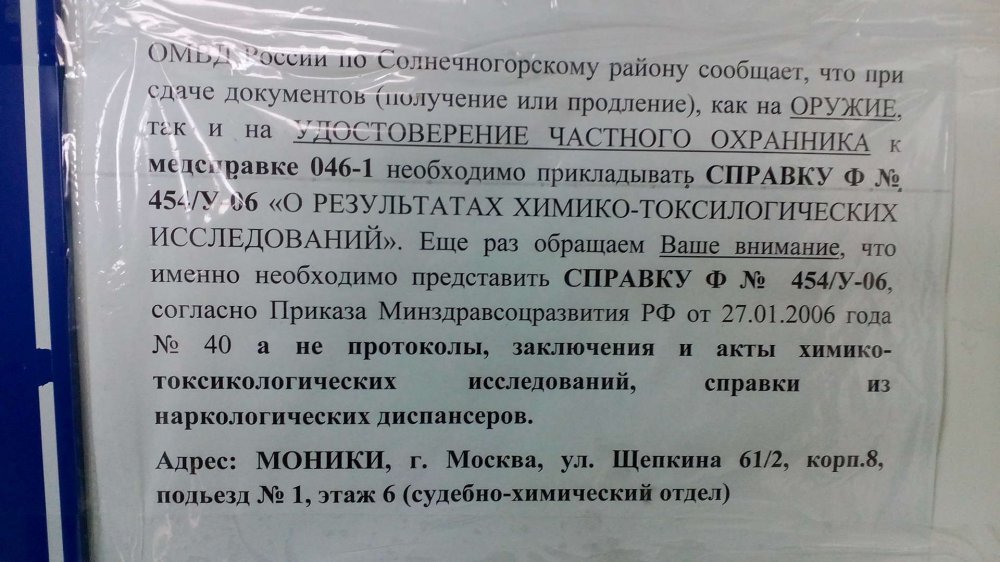 ОМВД России по Солнечногорскому району сообщает, что при
сдаче документов (получение или продление), как на ОРУЖИЕ,
так и на УДОСТОВЕРЕНИЕ ЧАСТНОГО ОХРАННИКА к
медсправке 046-1 необходимо прикладывать СПРАВКУ Ф №
454/У-06 «О РЕЗУЛЬТАТАХ ХИМИКО-ТОКСИЛОГИЧЕСКИХ
ИССЛЕДОВАНИЙ». Еще раз обращаем Ваше внимание, что
именно необходимо представить СПРАВКУ Ф № 454/У-06,
согласно Приказа Минздравсоцразвития РФ от 27.01.2006 года
№ 40 а не протоколы, заключения и акты химико-
токсикологических исследований, справки из
наркологических диспансеров.
Адрес: МОНИКИ, г. Москва, ул. Щепкина 61/2, корп.8,
подьезд № 1, этаж 6 (судебно-химический отдел)